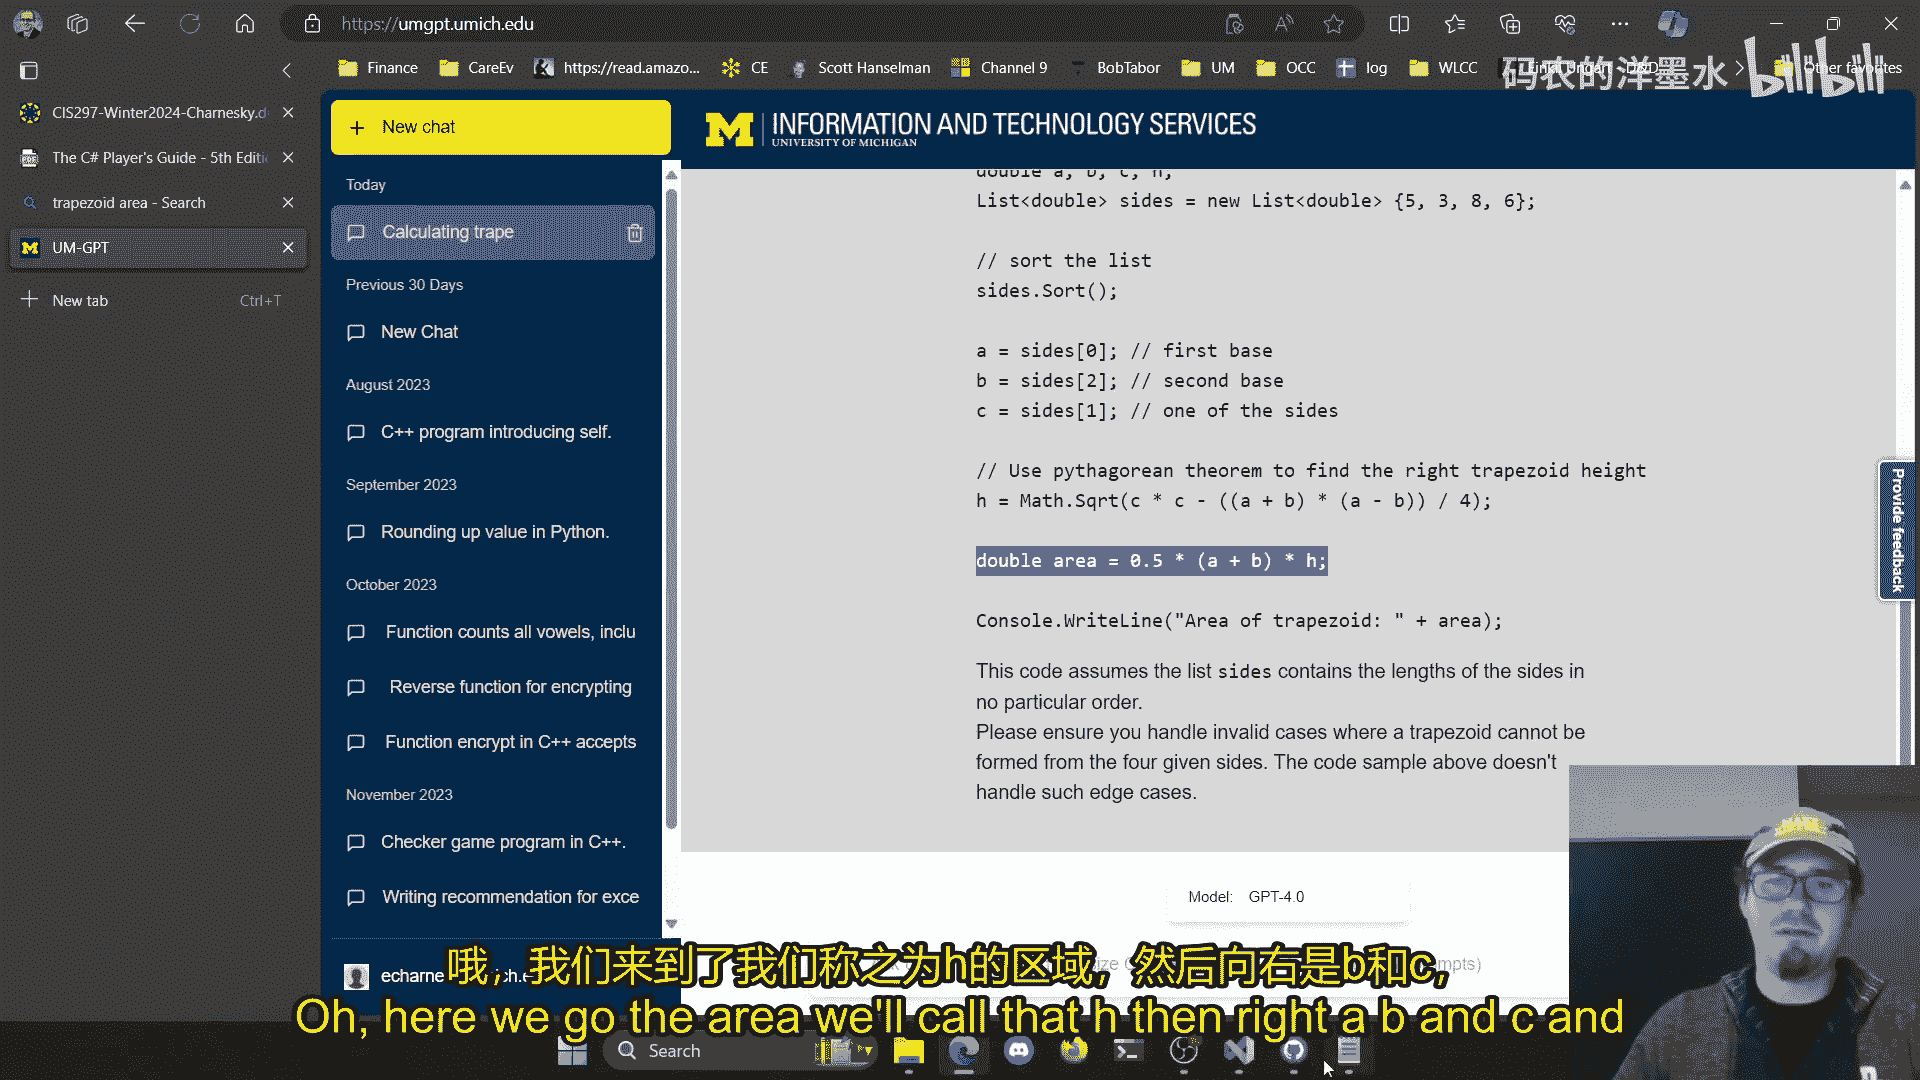 https://umgpt.umich.edu
Finance
CareEv
https://read.amazo...
CE
Scott Hanselman
Channel 9
BobTabor
UM
OCC
log
WLCC
Other favorites
码农的洋墨水
bilibili
CIS297-Winter2024-Charnesky.d
The C# Player's Guide - 5th Editi
trapezoid area - Search
UM-GPT
New tab
Ctrl+T
+ New chat
Today
Calculating trape
Previous 30 Days
New Chat
August 2023
C++ program introducing self.
September 2023
Rounding up value in Python.
October 2023
Function counts all vowels, inclu
Reverse function for encrypting
Function encrypt in C++ accepts
November 2023
Checker game program in C++.
Writing recommendation for exce
M INFORMATION AND TECHNOLOGY SERVICES
UNIVERSITY OF MICHIGAN
double a, b, c, h;
List<double> sides = new List<double> {5, 3, 8, 6};
// sort the list
sides.Sort();
a = sides[0]; // first base
b = sides[2]; // second base
c = sides[1]; // one of the sides
// Use pythagorean theorem to find the right trapezoid height
h = Math.Sqrt(c * c - ((a + b) * (a - b)) / 4);
double area = 0.5 * (a + b) * h;
Console.WriteLine("Area of trapezoid: " + area);
This code assumes the list sides contains the lengths of the sides in
no particular order.
Please ensure you handle invalid cases where a trapezoid cannot be
formed from the four given sides. The code sample above doesn't
handle such edge cases.
Provide feedback
Model: GPT-4.0
哦，我们来到了我们称之为h的区域，然后向右是b和c，
Oh, here we go the area we'll call that h then right a b and c and
Search